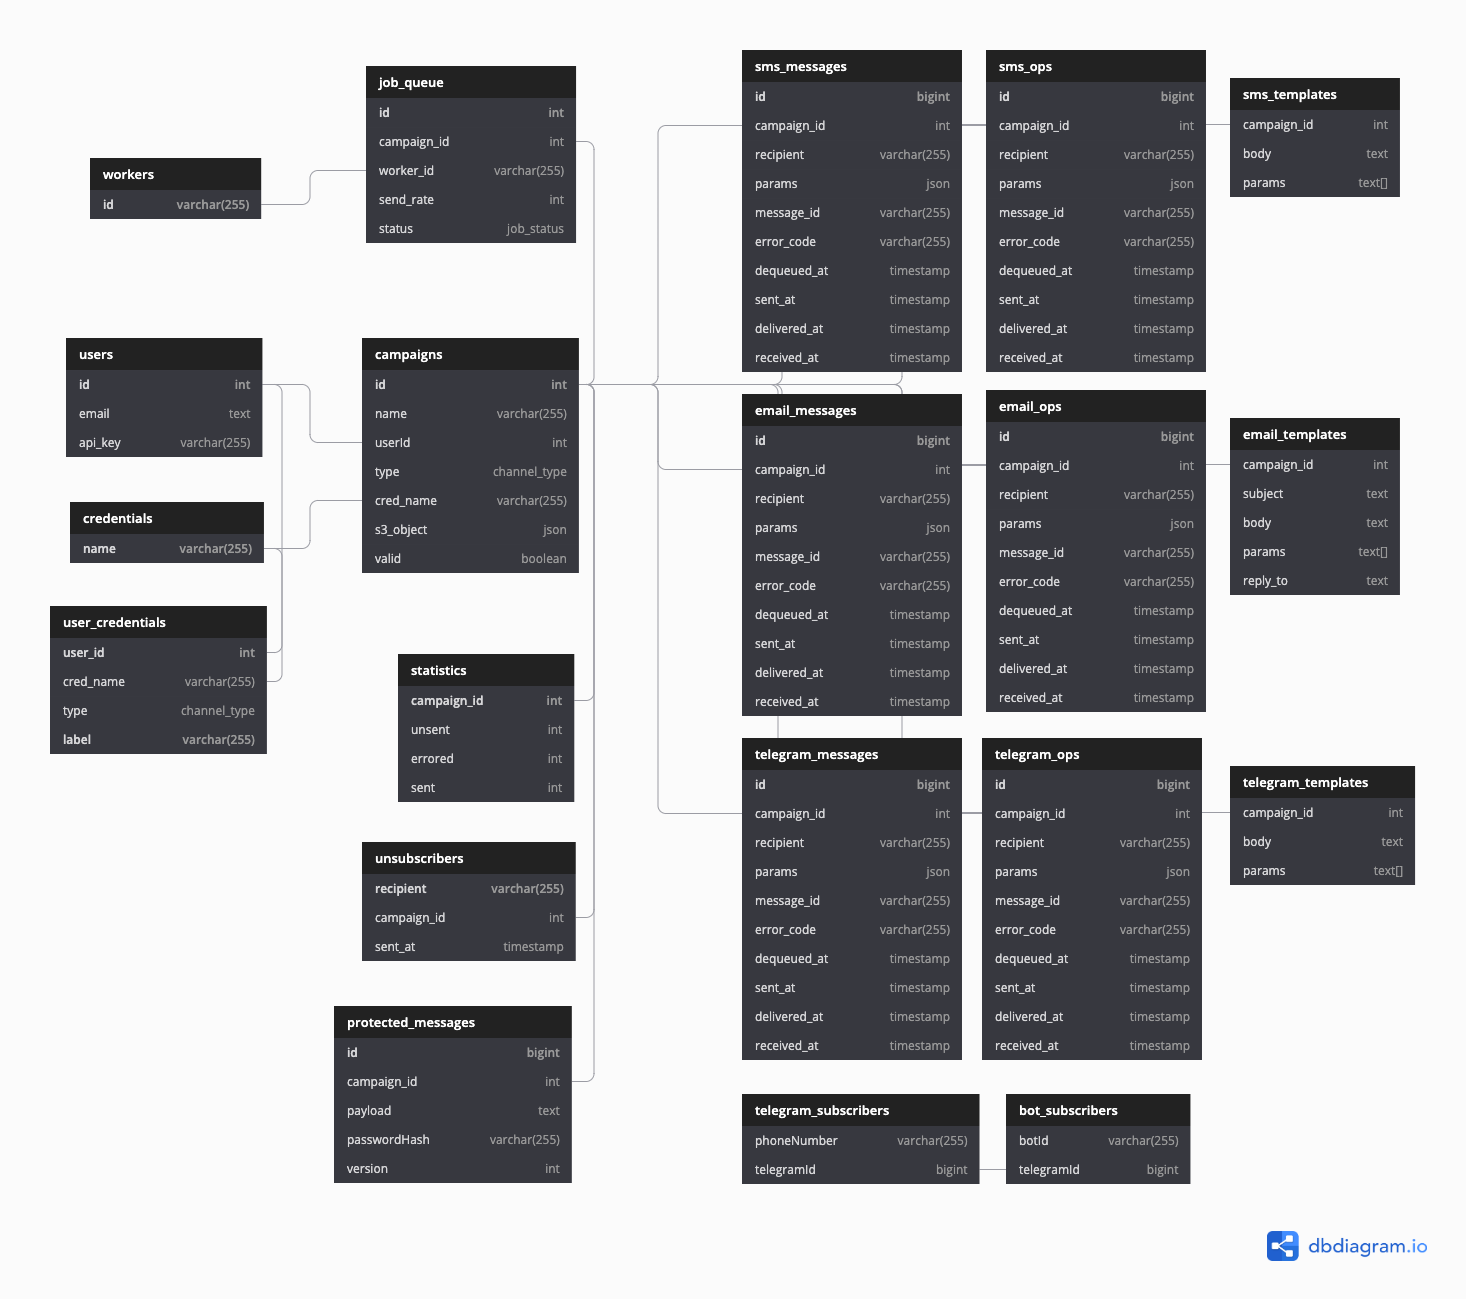 job_queue
id int
campaign_id int
worker_id varchar(255)
send_rate int
status job_status
workers
id varchar(255)
users
id int
email text
api_key varchar(255)
campaigns
id int
name varchar(255)
userId int
type channel_type
cred_name varchar(255)
s3_object json
valid boolean
credentials
name varchar(255)
user_credentials
user_id int
cred_name varchar(255)
type channel_type
label varchar(255)
statistics
campaign_id int
unsent int
errored int
sent int
unsubscribers
recipient varchar(255)
campaign_id int
sent_at timestamp
protected_messages
id bigint
campaign_id int
payload text
passwordHash varchar(255)
version int
sms_messages
id bigint
campaign_id int
recipient varchar(255)
params json
message_id varchar(255)
error_code varchar(255)
dequeued_at timestamp
sent_at timestamp
delivered_at timestamp
received_at timestamp
sms_ops
id bigint
campaign_id int
recipient varchar(255)
params json
message_id varchar(255)
error_code varchar(255)
dequeued_at timestamp
sent_at timestamp
delivered_at timestamp
received_at timestamp
sms_templates
campaign_id int
body text
params text[]
email_messages
id bigint
campaign_id int
recipient varchar(255)
params json
message_id varchar(255)
error_code varchar(255)
dequeued_at timestamp
sent_at timestamp
delivered_at timestamp
received_at timestamp
email_ops
id bigint
campaign_id int
recipient varchar(255)
params json
message_id varchar(255)
error_code varchar(255)
dequeued_at timestamp
sent_at timestamp
delivered_at timestamp
received_at timestamp
email_templates
campaign_id int
subject text
body text
params text[]
reply_to text
telegram_messages
id bigint
campaign_id int
recipient varchar(255)
params json
message_id varchar(255)
error_code varchar(255)
dequeued_at timestamp
sent_at timestamp
delivered_at timestamp
received_at timestamp
telegram_ops
id bigint
campaign_id int
recipient varchar(255)
params json
message_id varchar(255)
error_code varchar(255)
dequeued_at timestamp
sent_at timestamp
delivered_at timestamp
received_at timestamp
telegram_templates
campaign_id int
body text
params text[]
telegram_subscribers
phoneNumber varchar(255)
telegramId bigint
bot_subscribers
botId varchar(255)
telegramId bigint
dbdiagram.io